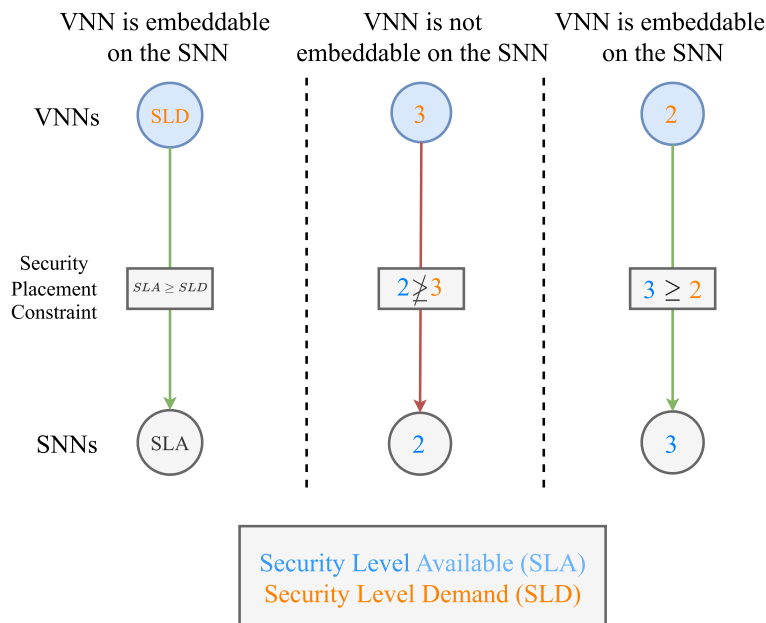 VNN is embeddable
on the SNN
VNN is not
embeddable on the SNN
VNN is embeddable
on the SNN
VNNs
SLD
3
2
Security
Placement
Constraint
SLA ≥ SLD
2 ≱ 3
3 ≥ 2
SNNs
SLA
2
3
Security Level Available (SLA)
Security Level Demand (SLD)